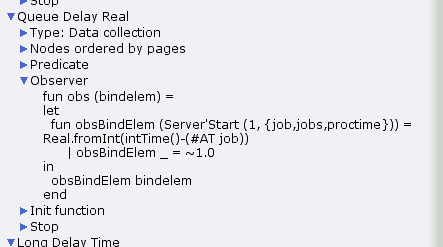 Stop
Queue Delay Real
Type: Data collection
Nodes ordered by pages
Predicate
Observer
fun obs (bindelem) =
let
fun obsBindElem (Server'Start (1, {job,jobs,proctime})) =
Real.fromInt(intTime()-(#AT job))
| obsBindElem _ = ~1.0
in
obsBindElem bindelem
end
Init function
Stop
Long Delay Time